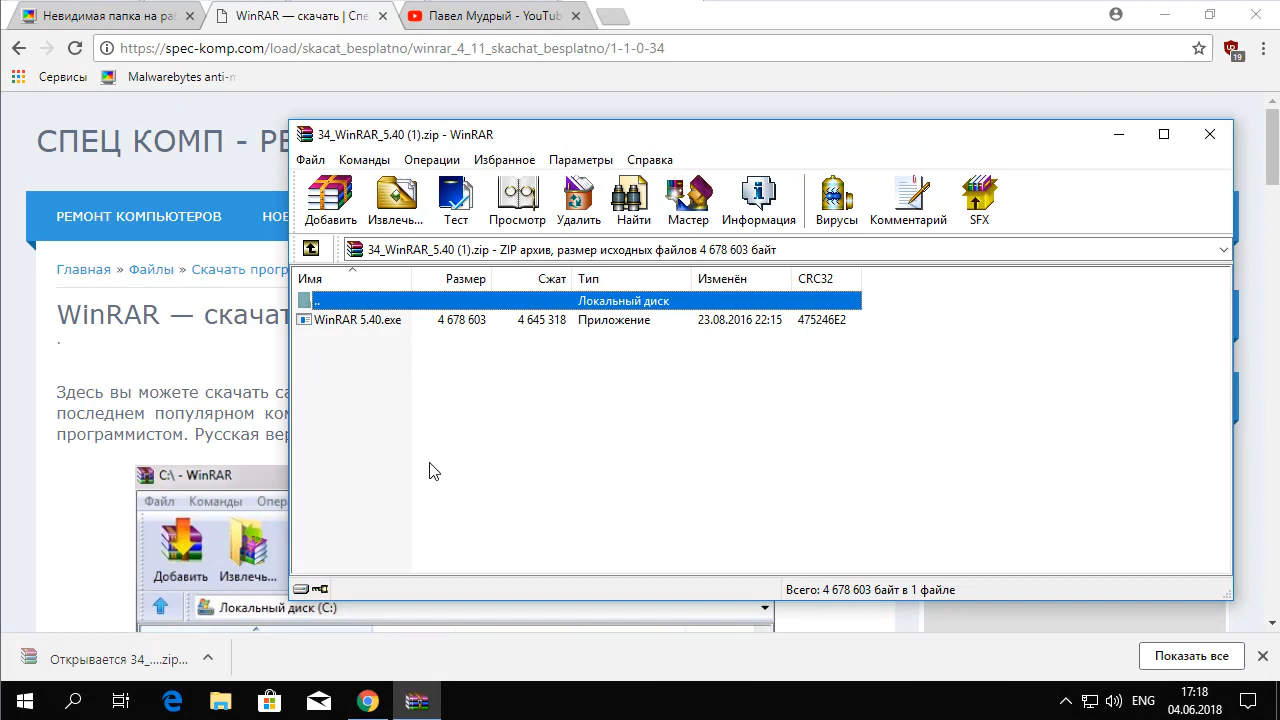 Невидимая папка на раб
WinRAR — скачать | Спе
Павел Мудрый - YouTub
https://spec-komp.com/load/skacat_besplatno/winrar_4_11_skachat_besplatno/1-1-0-34
19
Сервисы
Malwarebytes anti-m
СПЕЦ КОМП - РЕ
РЕМОНТ КОМПЬЮТЕРОВ
НОВ
Главная » Файлы » Скачать прогр
WinRAR — скачат
.
Здесь вы можете скачать са
последнем популярном ком
программистом. Русская вер
C:\ - WinRAR
Файл Команды Опер
Добавить Извлечь...
Локальный диск (C:)
34_WinRAR_5.40 (1).zip - WinRAR
Файл Команды Операции Избранное Параметры Справка
Добавить Извлечь... Тест Просмотр Удалить Найти Мастер Информация Вирусы Комментарий SFX
34_WinRAR_5.40 (1).zip - ZIP архив, размер исходных файлов 4 678 603 байт
Имя Размер Сжат Тип Изменён CRC32
.. Локальный диск
WinRAR 5.40.exe 4 678 603 4 645 318 Приложение 23.08.2016 22:15 475246E2
Всего: 4 678 603 байт в 1 файле
Открывается 34_....zip...
Показать все
ENG
17:18
04.06.2018